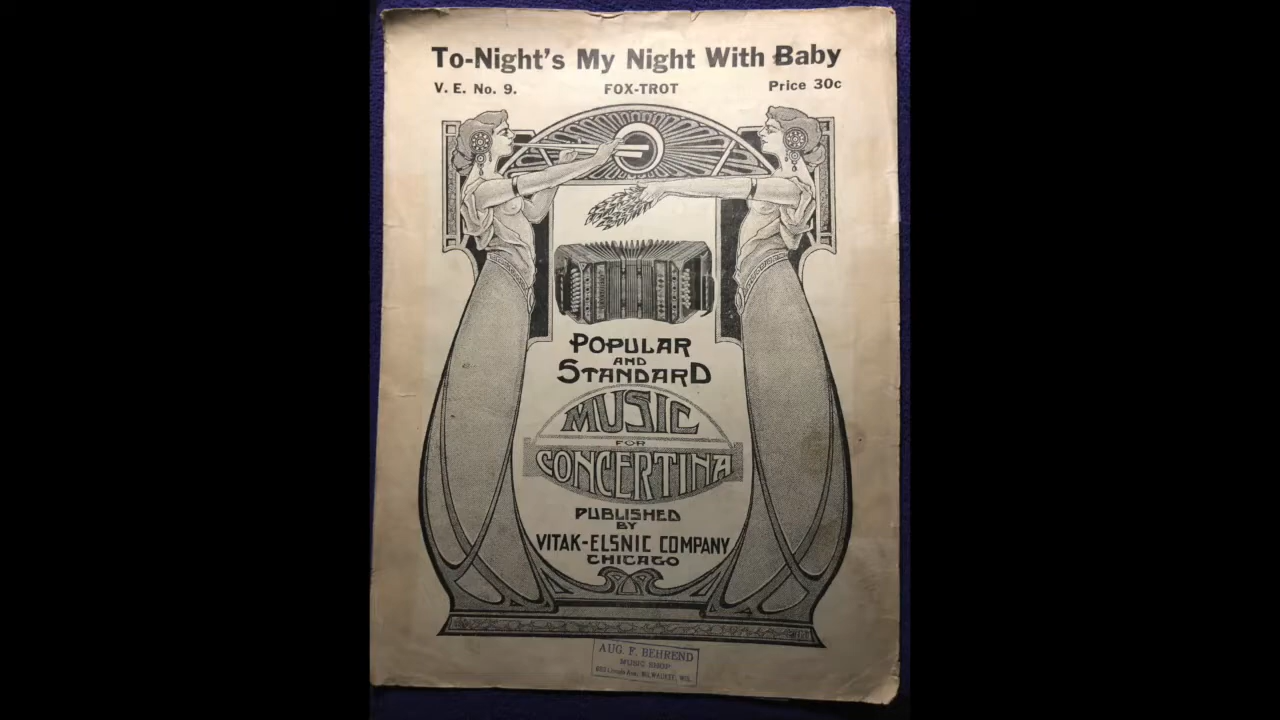 To-Night's My Night With Baby
V. E. No. 9. FOX-TROT Price 30c
POPULAR
AND
STANDARD
MUSIC
FOR
CONCERTINA
PUBLISHED
BY
VITAK-ELSNIC COMPANY
CHICAGO
AUG. F. BEHREND
MUSIC SHOP
Ave., MILWAUKEE, WIS.